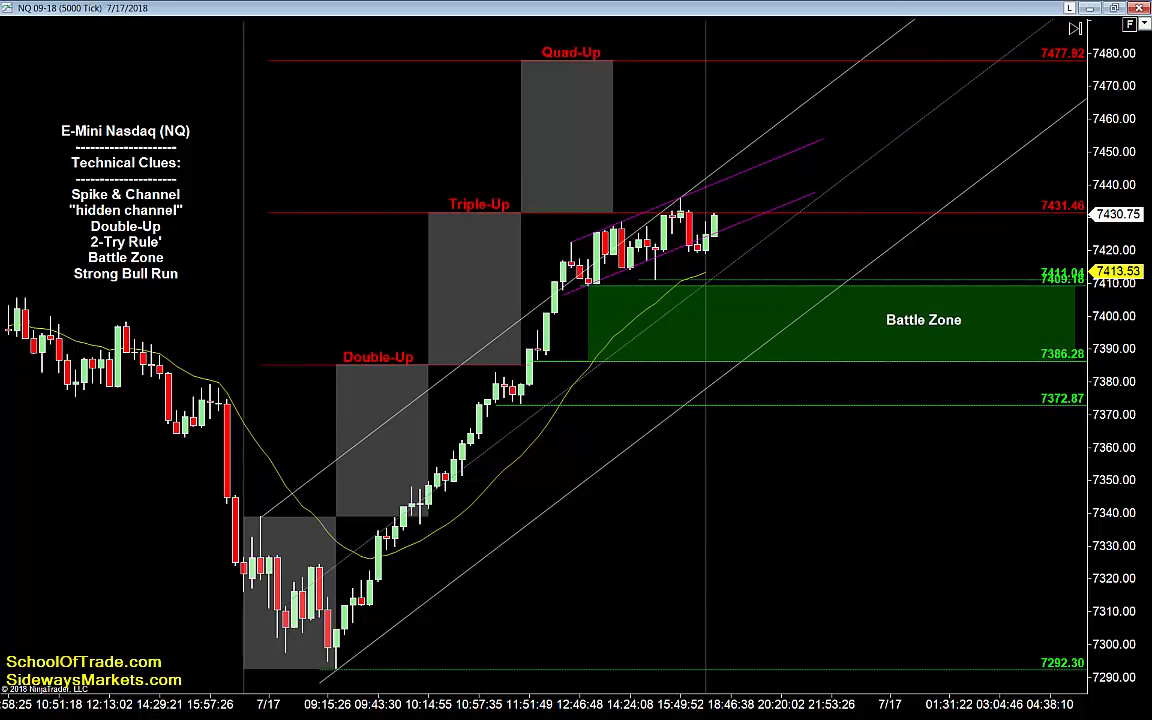 NQ 09-18 (5000 Tick) 7/17/2018
L
F
Quad-Up
7477.92
7480.00
7470.00
7460.00
7450.00
7440.00
E-Mini Nasdaq (NQ)
---------------------
Technical Clues:
---------------------
Spike & Channel
"hidden channel"
Double-Up
2-Try Rule'
Battle Zone
Strong Bull Run
Triple-Up
7431.46
7430.75
7420.00
7411.04
7413.53
7409.18
7410.00
Battle Zone
7400.00
7390.00
Double-Up
7386.28
7380.00
7372.87
7370.00
7360.00
7350.00
7340.00
7330.00
7320.00
7310.00
7300.00
7292.30
7290.00
SchoolOfTrade.com
SidewaysMarkets.com
© 2018 NinjaTrader, LLC
:58:25 10:51:18 12:13:02 14:29:21 15:57:26 7/17 09:15:26 09:43:30 10:14:55 10:57:35 11:51:49 12:46:48 14:24:08 15:49:52 18:46:38 20:20:02 21:53:26 7/17 01:31:22 03:04:46 04:38:10